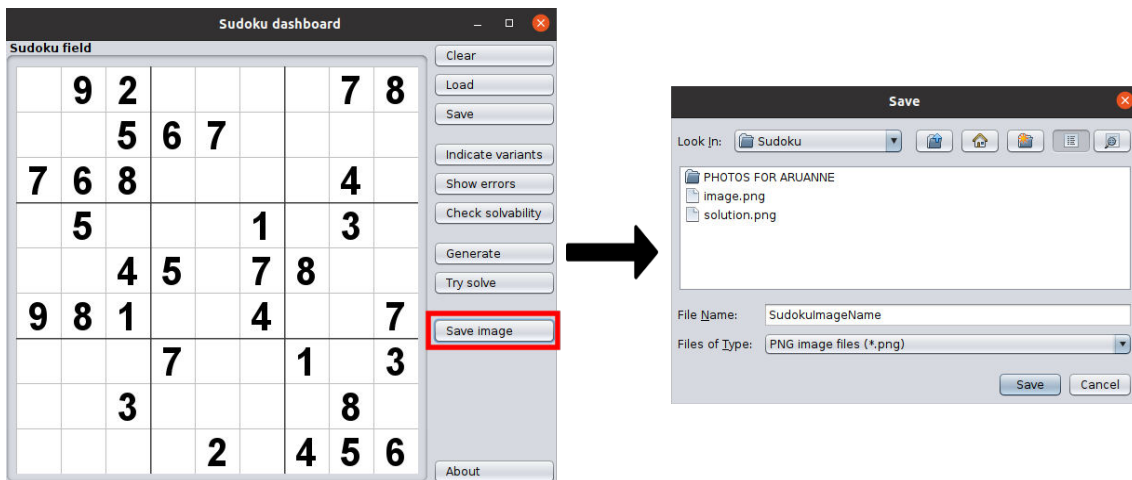 Sudoku dashboard
Sudoku field
9 2 7 8
5 6 7
7 6 8 4
5 1 3
4 5 7 8
9 8 1 4 7
7 1 3
3 8
2 4 5 6
Clear
Load
Save
Indicate variants
Show errors
Check solvability
Generate
Try solve
Save image
About
Save
Look In: Sudoku
PHOTOS FOR ARUANNE
image.png
solution.png
File Name: SudokuImageName
Files of Type: PNG image files (*.png)
Save Cancel